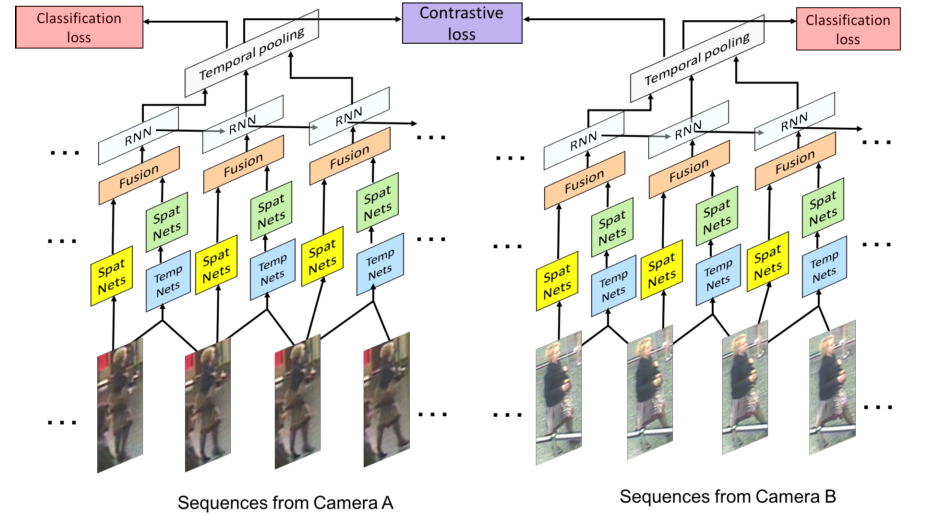 Classification
loss
Contrastive
loss
Classification
loss
Temporal pooling
Temporal pooling
RNN
RNN
RNN
. . .
RNN
RNN
RNN
. . .
. . .
. . .
Fusion
Fusion
Fusion
Fusion
Fusion
Fusion
Spat
Nets
Spat
Nets
Spat
Nets
Spat
Nets
Spat
Nets
Spat
Nets
. . .
. . .
. . .
. . .
Spat
Nets
Temp
Nets
Spat
Nets
Temp
Nets
Spat
Nets
Temp
Nets
Spat
Nets
Temp
Nets
Spat
Nets
Temp
Nets
Spat
Nets
Temp
Nets
. . .
. . .
. . .
. . .
Sequences from Camera A
Sequences from Camera B